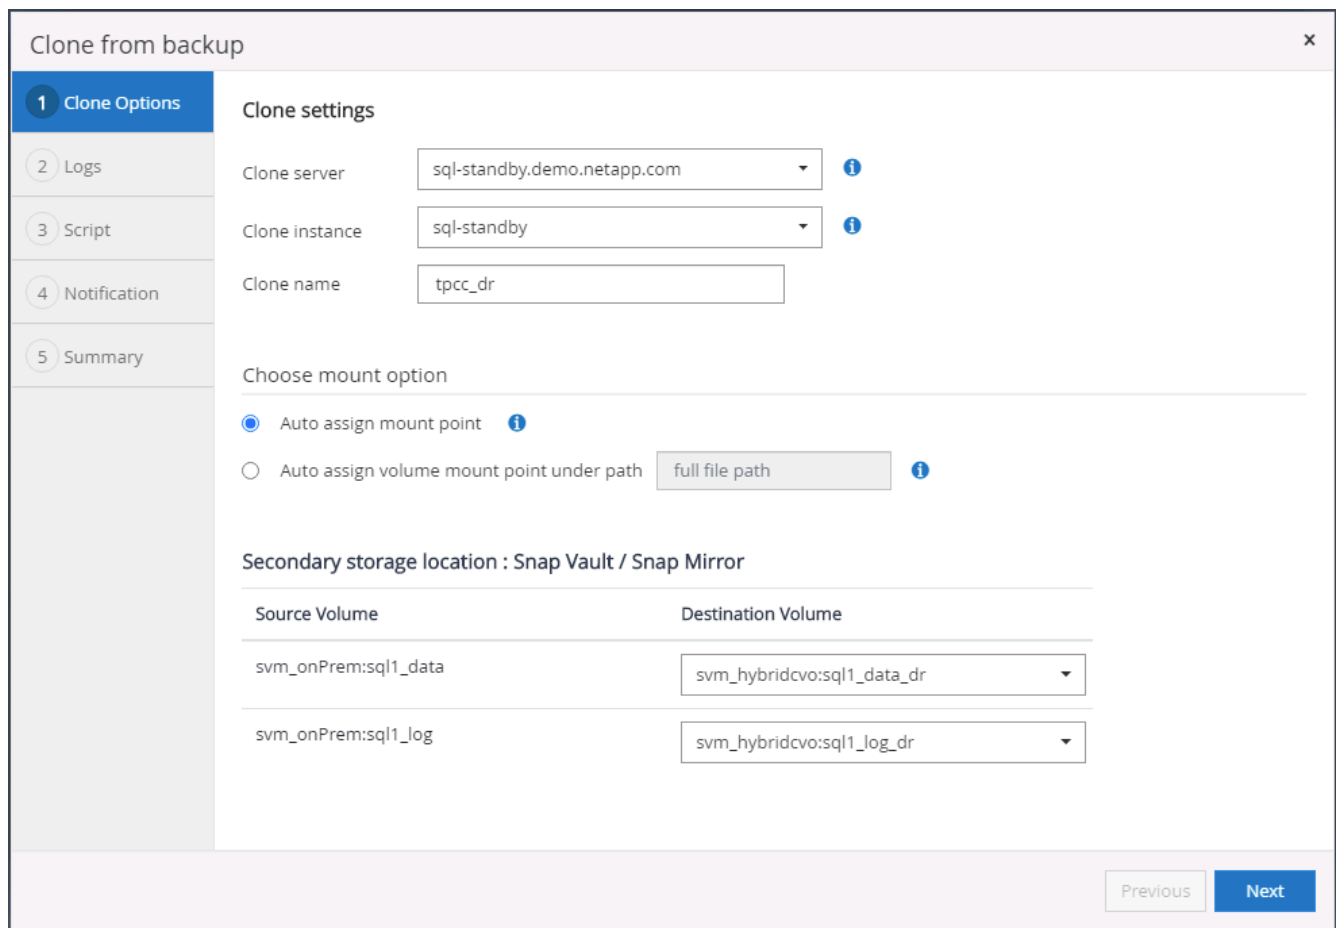 Clone from backup
×
1 Clone Options
2 Logs
3 Script
4 Notification
5 Summary
Clone settings
Clone server sql-standby.demo.netapp.com i
Clone instance sql-standby i
Clone name tpcc_dr
Choose mount option
Auto assign mount point i
Auto assign volume mount point under path full file path i
Secondary storage location : Snap Vault / Snap Mirror
Source Volume Destination Volume
svm_onPrem:sql1_data svm_hybridcvo:sql1_data_dr
svm_onPrem:sql1_log svm_hybridcvo:sql1_log_dr
Previous Next